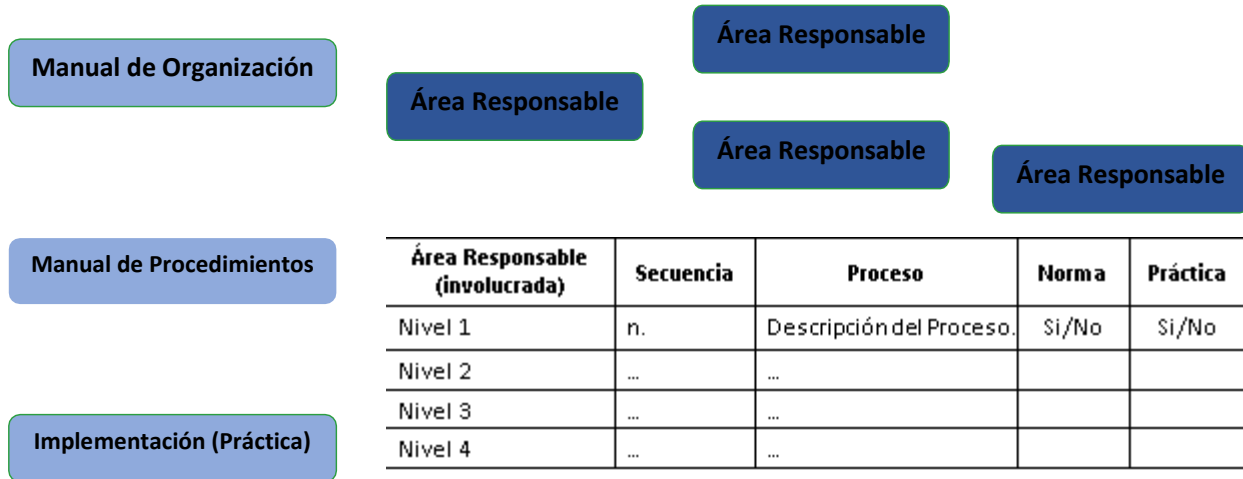 Manual de Organización
Área Responsable
Área Responsable
Área Responsable
Área Responsable
Manual de Procedimientos
Implementación (Práctica)
Área Responsable
(involucrada)
Secuencia
Proceso
Norma
Práctica
Nivel 1
n.
Descripción del Proceso.
Si/No
Si/No
Nivel 2
...
...
Nivel 3
...
...
Nivel 4
...
...